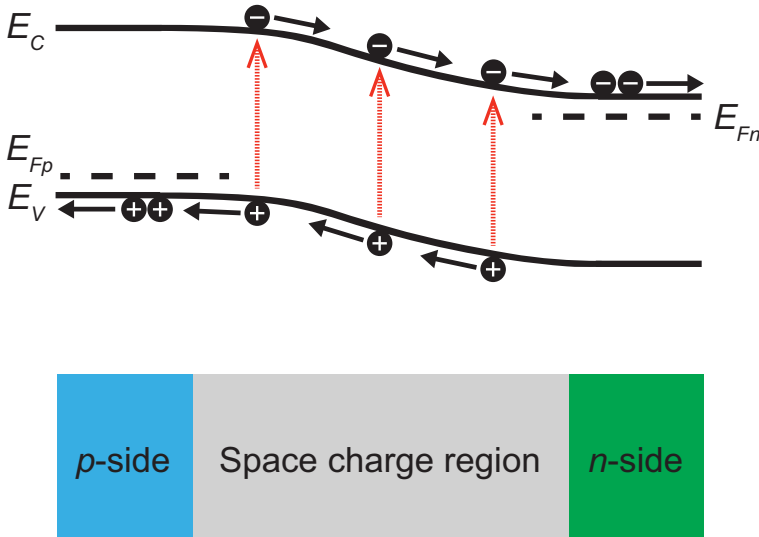 E_C
E_Fn
E_Fp
E_V
p-side Space charge region n-side